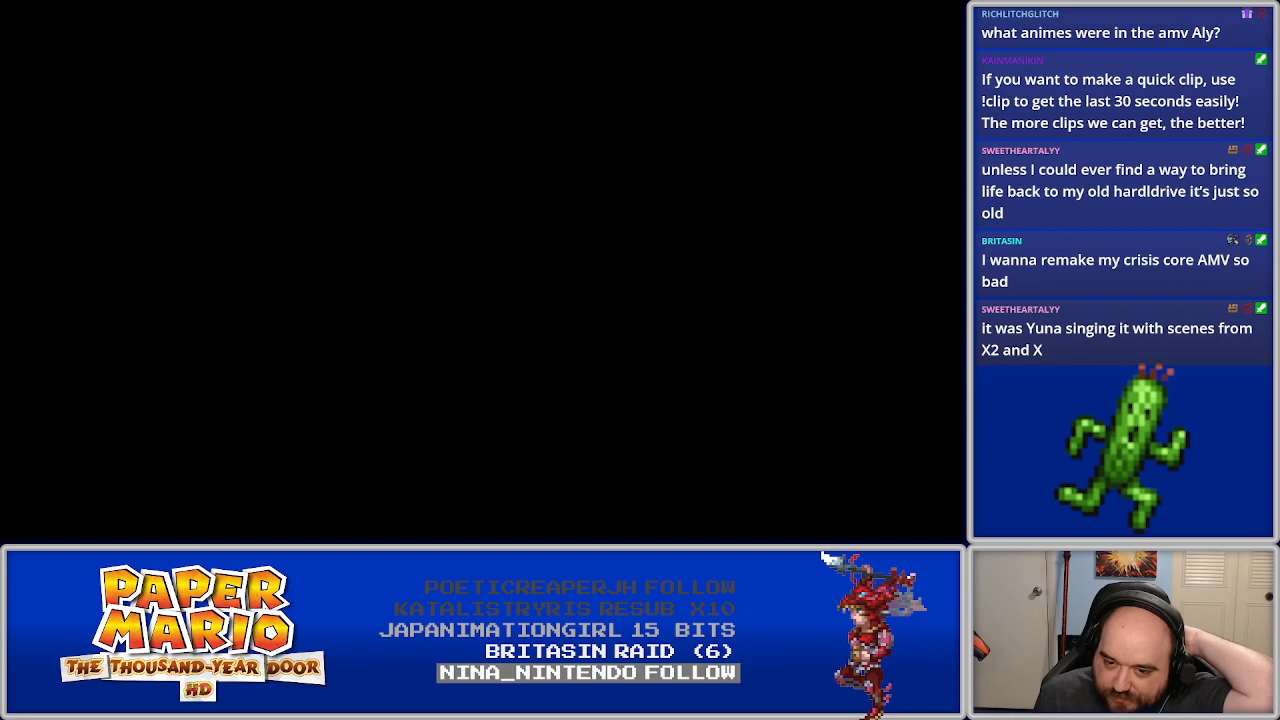 RICHLITCHGLITCH
what animes were in the amv Aly?
KAINMANIKIN
If you want to make a quick clip, use
!clip to get the last 30 seconds easily!
The more clips we can get, the better!
SWEETHEARTALYY
unless I could ever find a way to bring
life back to my old hardldrive it's just so
old
BRITASIN
I wanna remake my crisis core AMV so
bad
SWEETHEARTALYY
it was Yuna singing it with scenes from
X2 and X
PAPER
MARIO
THE THOUSAND-YEAR DOOR
HD
POETICREAPERJH FOLLOW
KATALISTRYRIS RESUB X10
JAPANIMATIONGIRL 15 BITS
BRITASIN RAID (6)
NINA_NINTENDO FOLLOW